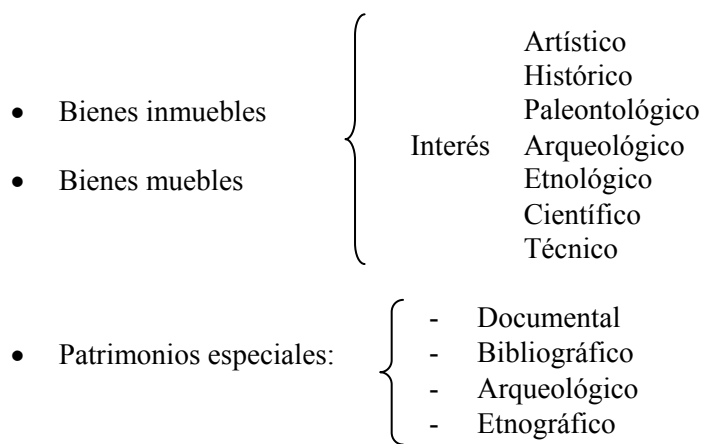 • Bienes inmuebles
• Bienes muebles
Interés
Artístico
Histórico
Paleontológico
Arqueológico
Etnológico
Científico
Técnico
• Patrimonios especiales:
- Documental
- Bibliográfico
- Arqueológico
- Etnográfico